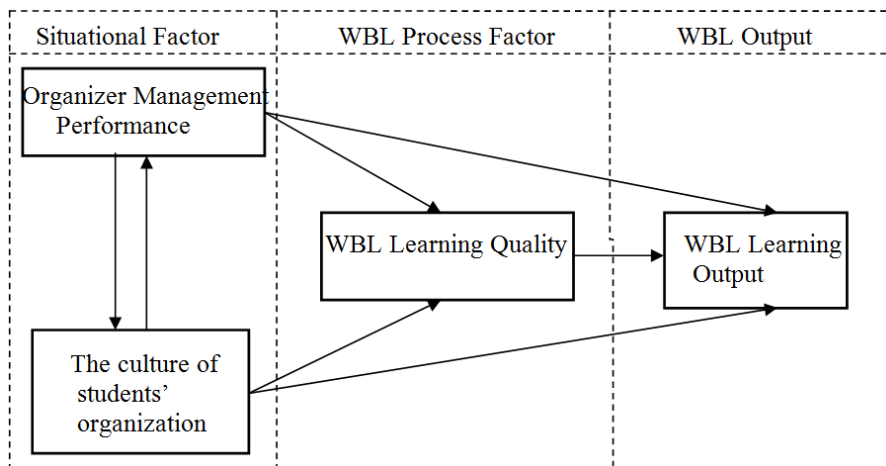 Situational Factor
WBL Process Factor
WBL Output
Organizer Management
Performance
WBL Learning Quality
WBL Learning
Output
The culture of
students’
organization